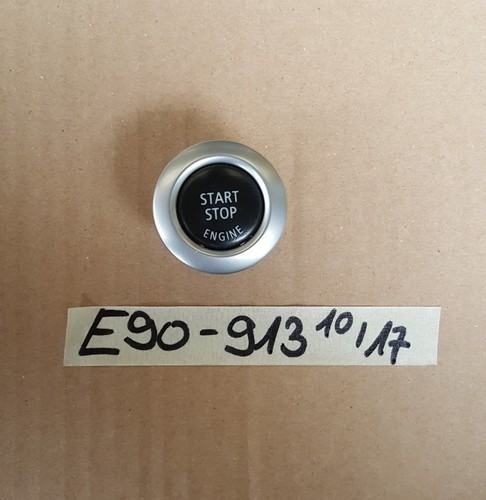 START
STOP
ENGINE
E90-913 10/17